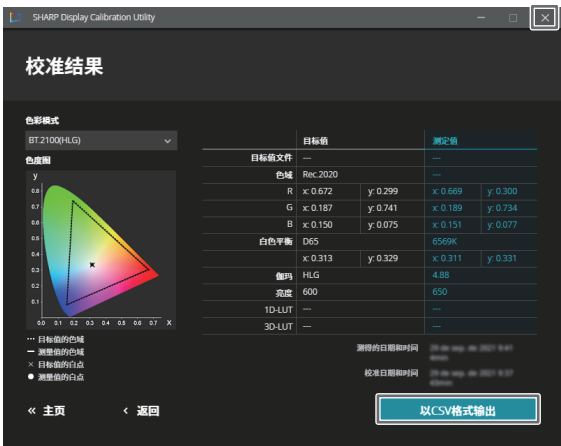 SHARP Display Calibration Utility
校准结果
色彩模式
BT.2100(HLG)
色度图
y
0.8
0.7
0.6
0.5
0.4
0.3
0.2
0.1
0.0 0.1 0.2 0.3 0.4 0.5 0.6 0.7 X
··· 目标值的色域
— 测量值的色域
× 目标值的白点
● 测量值的白点
目标值 测定值
目标值文件 --- ---
色域 Rec.2020 ---
R x: 0.672 y: 0.299 x: 0.669 y: 0.300
G x: 0.187 y: 0.741 x: 0.189 y: 0.734
B x: 0.150 y: 0.075 x: 0.151 y: 0.077
白色平衡 D65 6569K
x: 0.313 y: 0.329 x: 0.311 y: 0.331
伽玛 HLG 4.88
亮度 600 650
1D-LUT --- ---
3D-LUT --- ---
测得的日期和时间
校准日期和时间
« 主页 ‹ 返回 以CSV格式输出